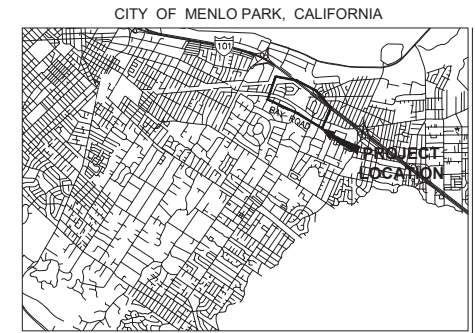 CITY OF MENLO PARK, CALIFORNIA
101
BAY ROAD
PROJECT
LOCATION